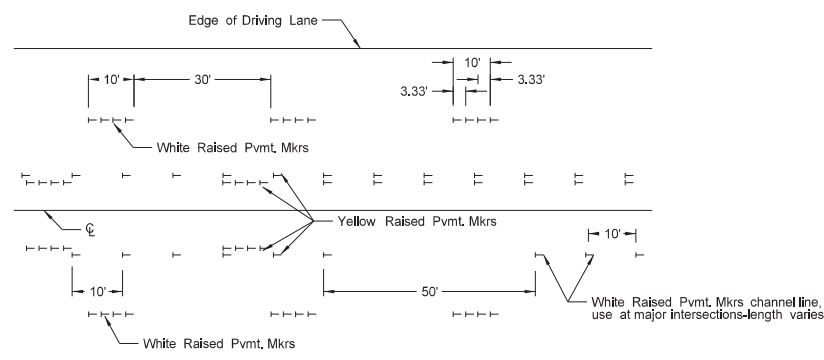 Edge of Driving Lane
10'
30'
10'
3.33'
3.33'
White Raised Pvmt. Mkrs
℄
Yellow Raised Pvmt. Mkrs
10'
10'
50'
White Raised Pvmt. Mkrs channel line,
use at major intersections-length varies
White Raised Pvmt. Mkrs